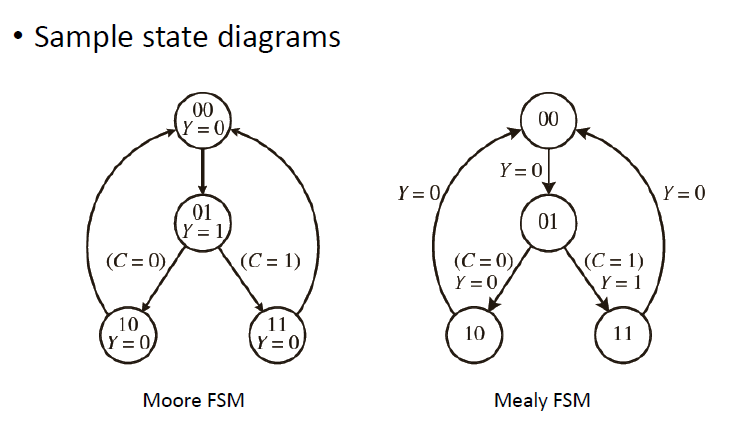 • Sample state diagrams
00
Y = 0
01
Y = 1
(C = 0)
(C = 1)
10
Y = 0
11
Y = 0
Moore FSM
00
Y = 0
Y = 0
Y = 0
01
(C = 0)
Y = 0
(C = 1)
Y = 1
10
11
Mealy FSM